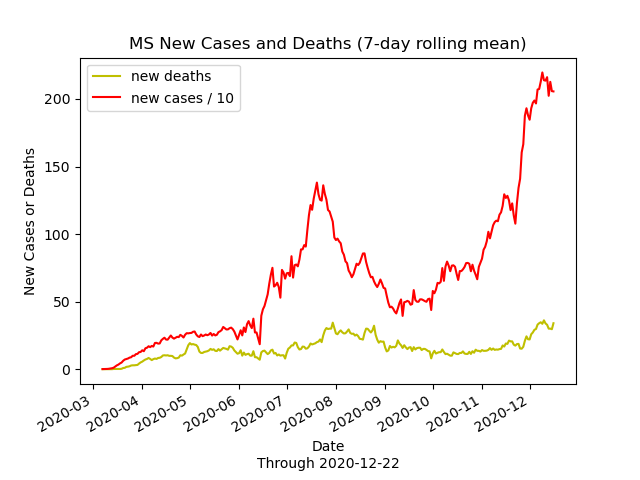 MS New Cases and Deaths (7-day rolling mean)
new deaths
new cases / 10
New Cases or Deaths
200
150
100
50
0
2020-03
2020-04
2020-05
2020-06
2020-07
2020-08
2020-09
2020-10
2020-11
2020-12
Date
Through 2020-12-22